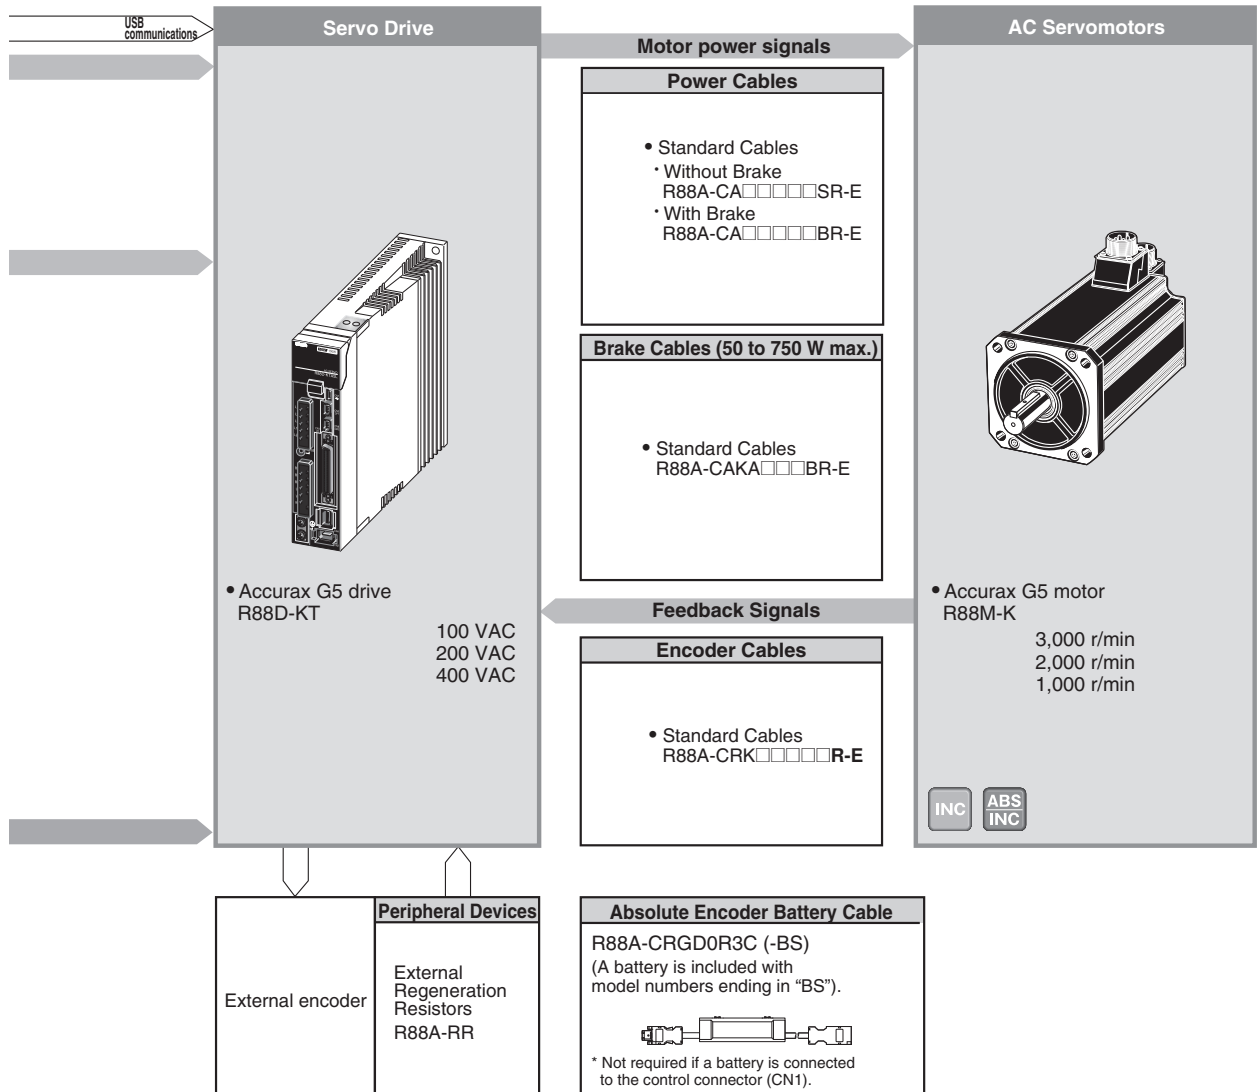 USB
communications
Servo Drive
• Accurax G5 drive
R88D-KT
100 VAC
200 VAC
400 VAC
Motor power signals
Power Cables
• Standard Cables
・Without Brake
R88A-CA□□□□□SR-E
・With Brake
R88A-CA□□□□□BR-E
Brake Cables (50 to 750 W max.)
• Standard Cables
R88A-CAKA□□□BR-E
Feedback Signals
Encoder Cables
• Standard Cables
R88A-CRK□□□□□R-E
AC Servomotors
• Accurax G5 motor
R88M-K
3,000 r/min
2,000 r/min
1,000 r/min
INC
ABS
INC
External encoder
Peripheral Devices
External
Regeneration
Resistors
R88A-RR
Absolute Encoder Battery Cable
R88A-CRGD0R3C (-BS)
(A battery is included with
model numbers ending in “BS”).
* Not required if a battery is connected
to the control connector (CN1).